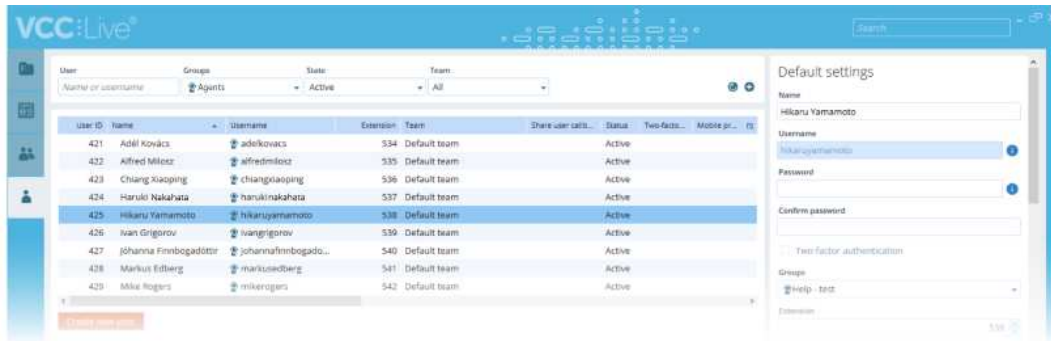 VCC:Live®
Search
User Groups State Team
Name or username Agents Active All
User ID Name Username Extension Team Share user callb... Status Two-facto... Mobile pr...
421 Adél Kovács adelkovacs 534 Default team Active
422 Alfred Milosz alfredmilosz 535 Default team Active
423 Chiang Xiaoping chiangxiaoping 536 Default team Active
424 Haruki Nakahata harukinakahata 537 Default team Active
425 Hikaru Yamamoto hikaruyamamoto 538 Default team Active
426 Ivan Grigorov ivangrigorov 539 Default team Active
427 Jóhanna Finnbogadóttir johannafinnbogado... 540 Default team Active
428 Markus Edberg markusedberg 541 Default team Active
429 Mike Rogers mikerogers 542 Default team Active
Create new user
Default settings
Name
Hikaru Yamamoto
Username
hikaruyamamoto
Password
Confirm password
Two factor authentication
Groups
Help - test
Extension
538